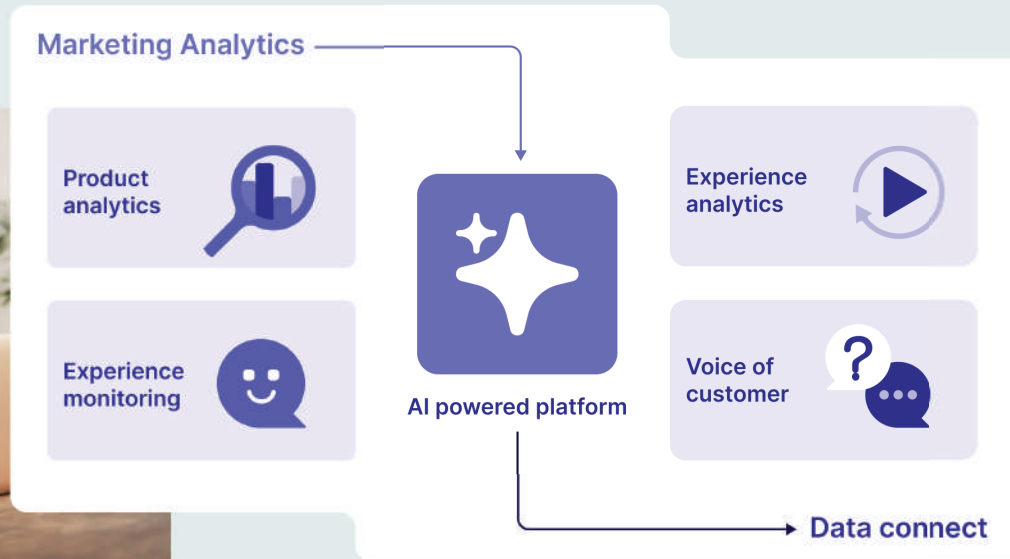 Marketing Analytics
Product
analytics
Experience
monitoring
AI powered platform
Experience
analytics
Voice of
customer
Data connect